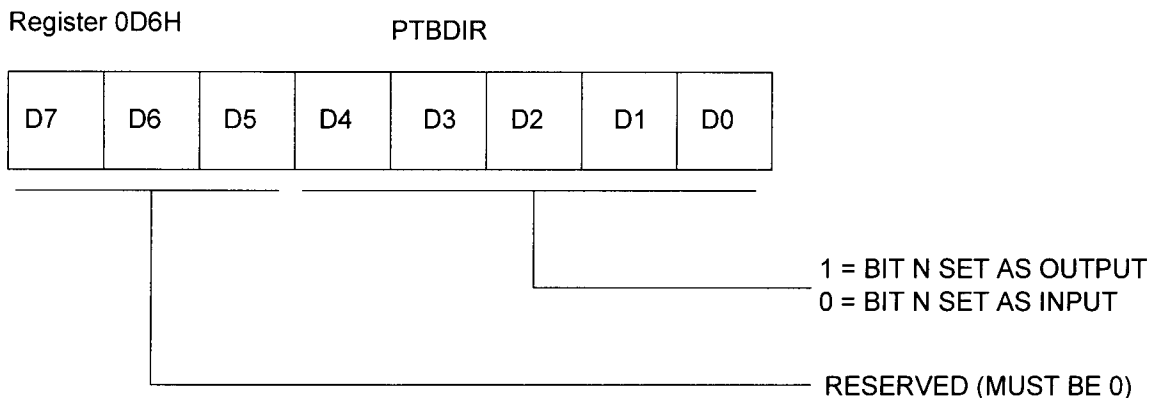 Register 0D6H
PTBDIR
D7 D6 D5 D4 D3 D2 D1 D0
1 = BIT N SET AS OUTPUT
0 = BIT N SET AS INPUT
RESERVED (MUST BE 0)